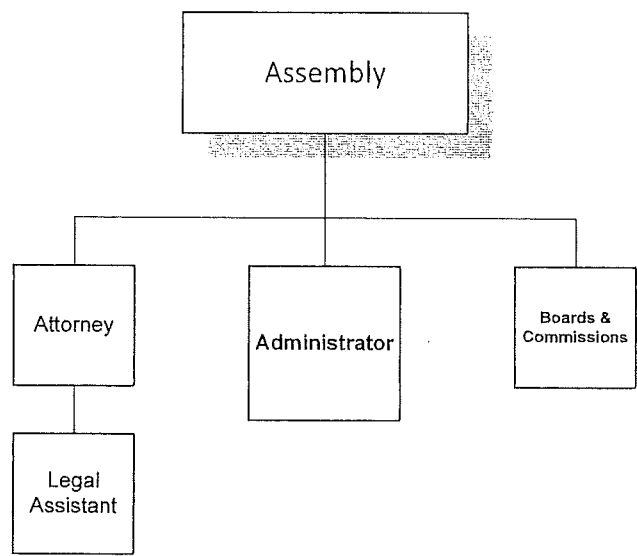 Assembly
Attorney
Administrator
Boards &
Commissions
Legal
Assistant